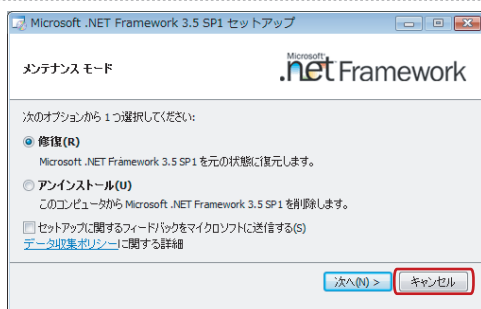 Microsoft .NET Framework 3.5 SP1 セットアップ
メンテナンス モード
Microsoft
.net Framework
次のオプションから 1 つ選択してください:
修復(R)
Microsoft .NET Framework 3.5 SP1 を元の状態に復元します。
アンインストール(U)
このコンピュータから Microsoft .NET Framework 3.5 SP1 を削除します。
セットアップに関するフィードバックをマイクロソフトに送信する(S)
データ収集ポリシーに関する詳細
次へ(N) > キャンセル